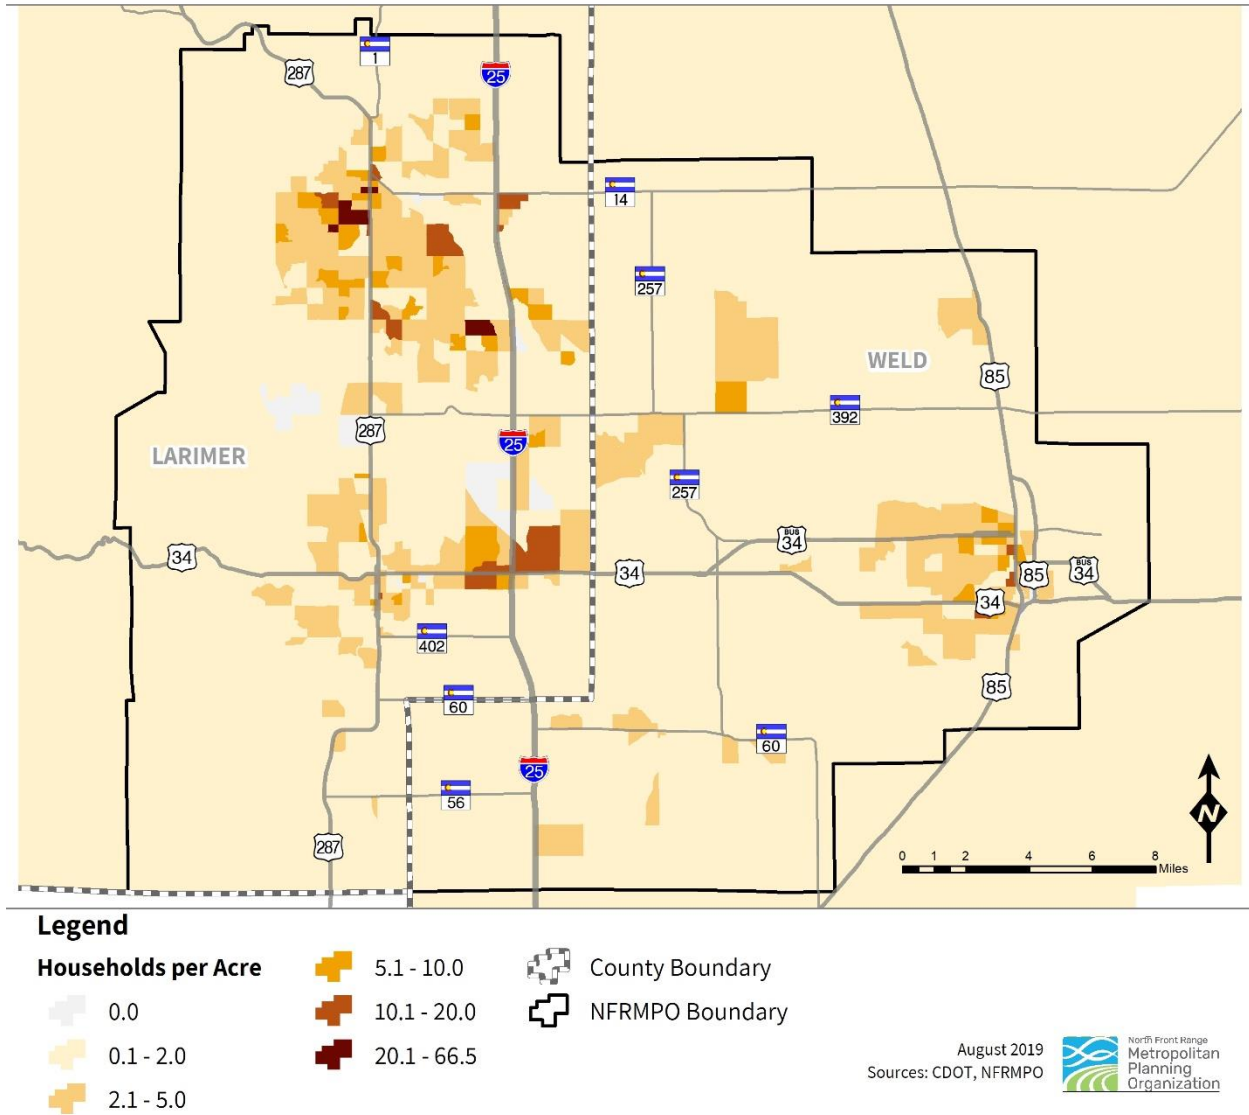 1
287
25
14
257
WELD
85
392
287
25
LARIMER
257
BUS
34
34
34
BUS
34
85
34
402
85
60
60
25
56
N
287
0 1 2 4 6 8
Miles
Legend
Households per Acre
0.0
0.1 - 2.0
2.1 - 5.0
5.1 - 10.0
10.1 - 20.0
20.1 - 66.5
County Boundary
NFRMPO Boundary
August 2019
Sources: CDOT, NFRMPO
North Front Range
Metropolitan
Planning
Organization